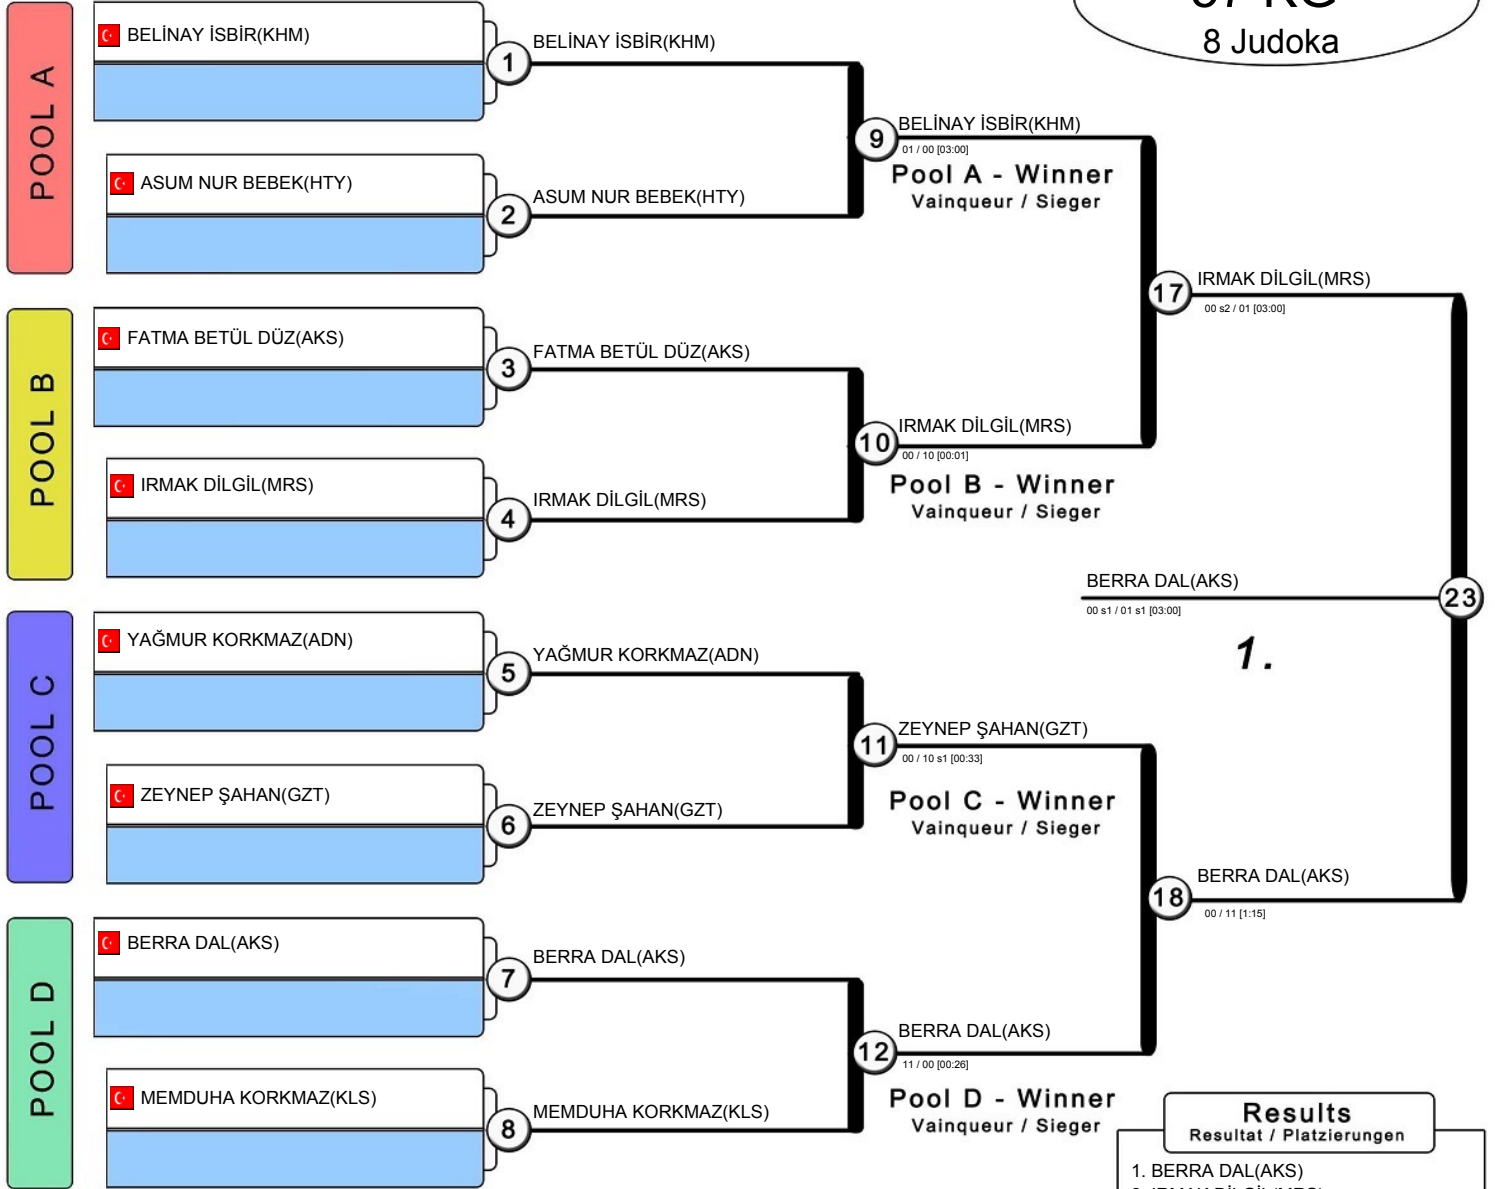 8 Judoka
POOL A
BELİNAY İSBİR(KHM)
1
BELİNAY İSBİR(KHM)
ASUM NUR BEBEK(HTY)
2
ASUM NUR BEBEK(HTY)
9
BELİNAY İSBİR(KHM)
01 / 00 [03:00]
Pool A - Winner
Vainqueur / Sieger
POOL B
FATMA BETÜL DÜZ(AKS)
3
FATMA BETÜL DÜZ(AKS)
IRMAK DİLGİL(MRS)
4
IRMAK DİLGİL(MRS)
10
IRMAK DİLGİL(MRS)
00 / 10 [00:01]
Pool B - Winner
Vainqueur / Sieger
17
IRMAK DİLGİL(MRS)
00 s2 / 01 [03:00]
POOL C
YAĞMUR KORKMAZ(ADN)
5
YAĞMUR KORKMAZ(ADN)
ZEYNEP ŞAHAN(GZT)
6
ZEYNEP ŞAHAN(GZT)
11
ZEYNEP ŞAHAN(GZT)
00 / 10 s1 [00:33]
Pool C - Winner
Vainqueur / Sieger
POOL D
BERRA DAL(AKS)
7
BERRA DAL(AKS)
MEMDUHA KORKMAZ(KLS)
8
MEMDUHA KORKMAZ(KLS)
12
BERRA DAL(AKS)
11 / 00 [00:26]
Pool D - Winner
Vainqueur / Sieger
18
BERRA DAL(AKS)
00 / 11 [1:15]
BERRA DAL(AKS)
23
00 s1 / 01 s1 [03:00]
1.
Results
Resultat / Platzierungen
1. BERRA DAL(AKS)